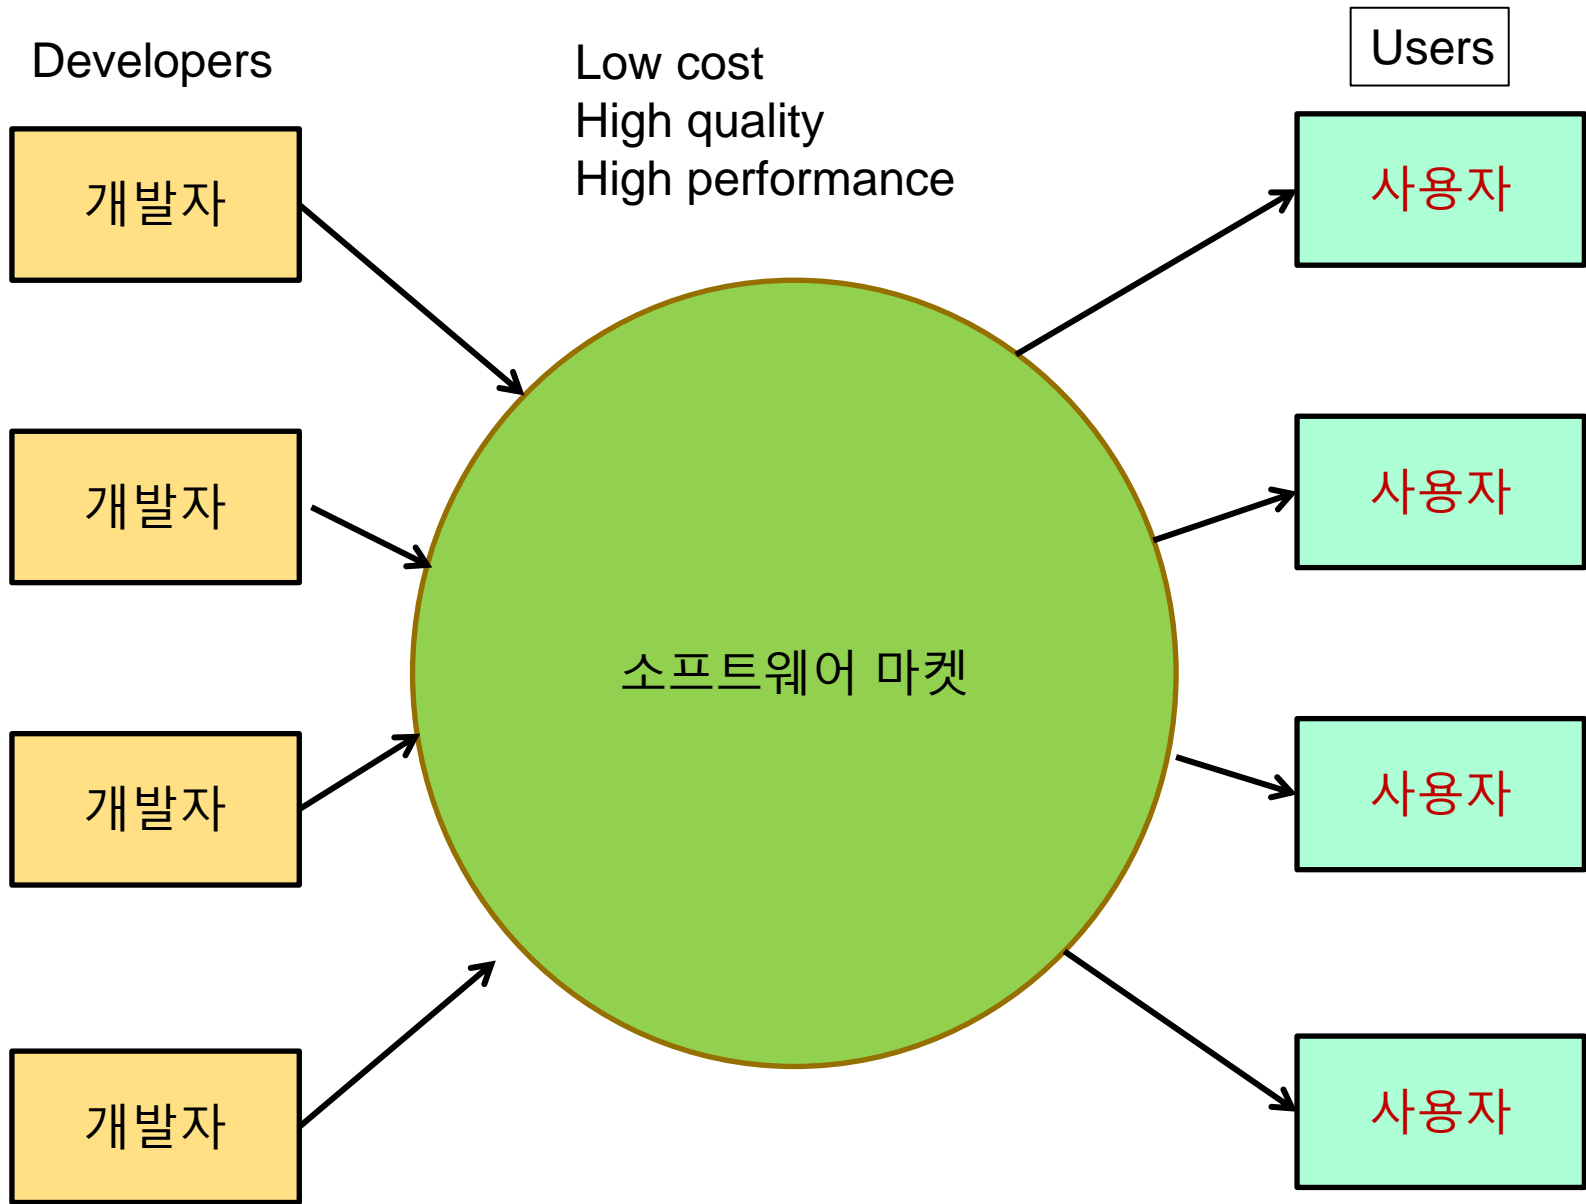 Developers
Low cost
High quality
High performance
Users
개발자
사용자
개발자
사용자
소프트웨어 마켓
개발자
사용자
개발자
사용자